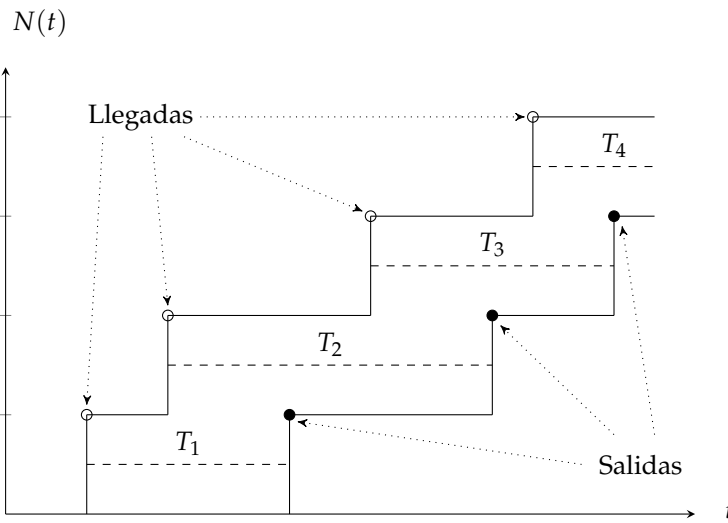 N(t)
Llegadas
T₄
T₃
T₂
T₁
Salidas
t